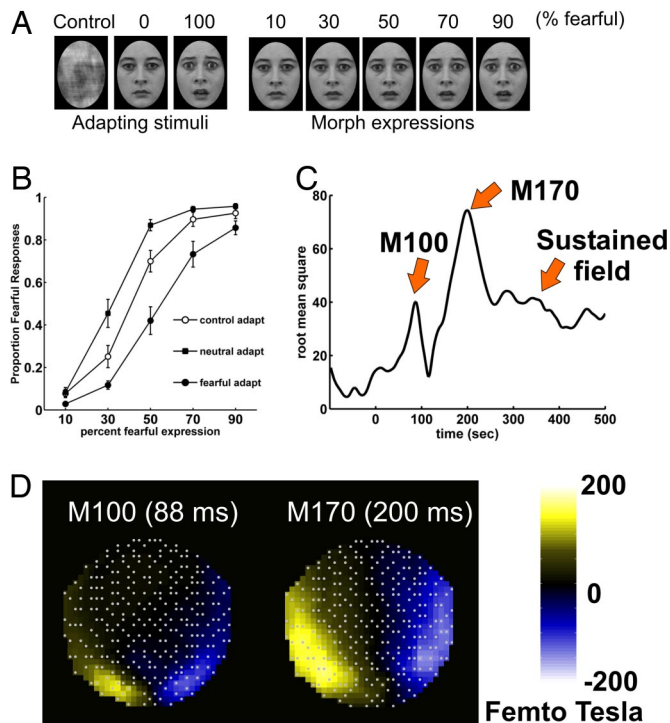 A
Control 0 100 10 30 50 70 90 (% fearful)
Adapting stimuli Morph expressions
B
Proportion Fearful Responses
1
0.8
0.6
0.4
0.2
0
control adapt
neutral adapt
fearful adapt
10 30 50 70 90
percent fearful expression
C
root mean square
80
60
40
20
0
M100
M170
Sustained
field
0 100 200 300 400 500
time (sec)
D
M100 (88 ms) M170 (200 ms)
200
0
-200
Femto Tesla